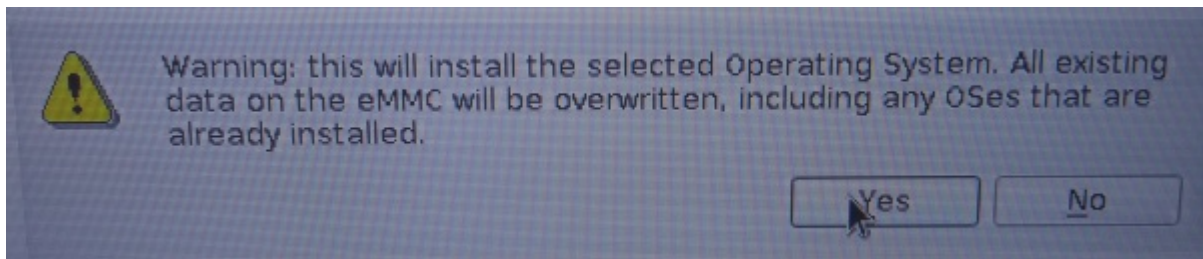 Warning: this will install the selected Operating System. All existing
data on the eMMC will be overwritten, including any OSes that are
already installed.
Yes
No